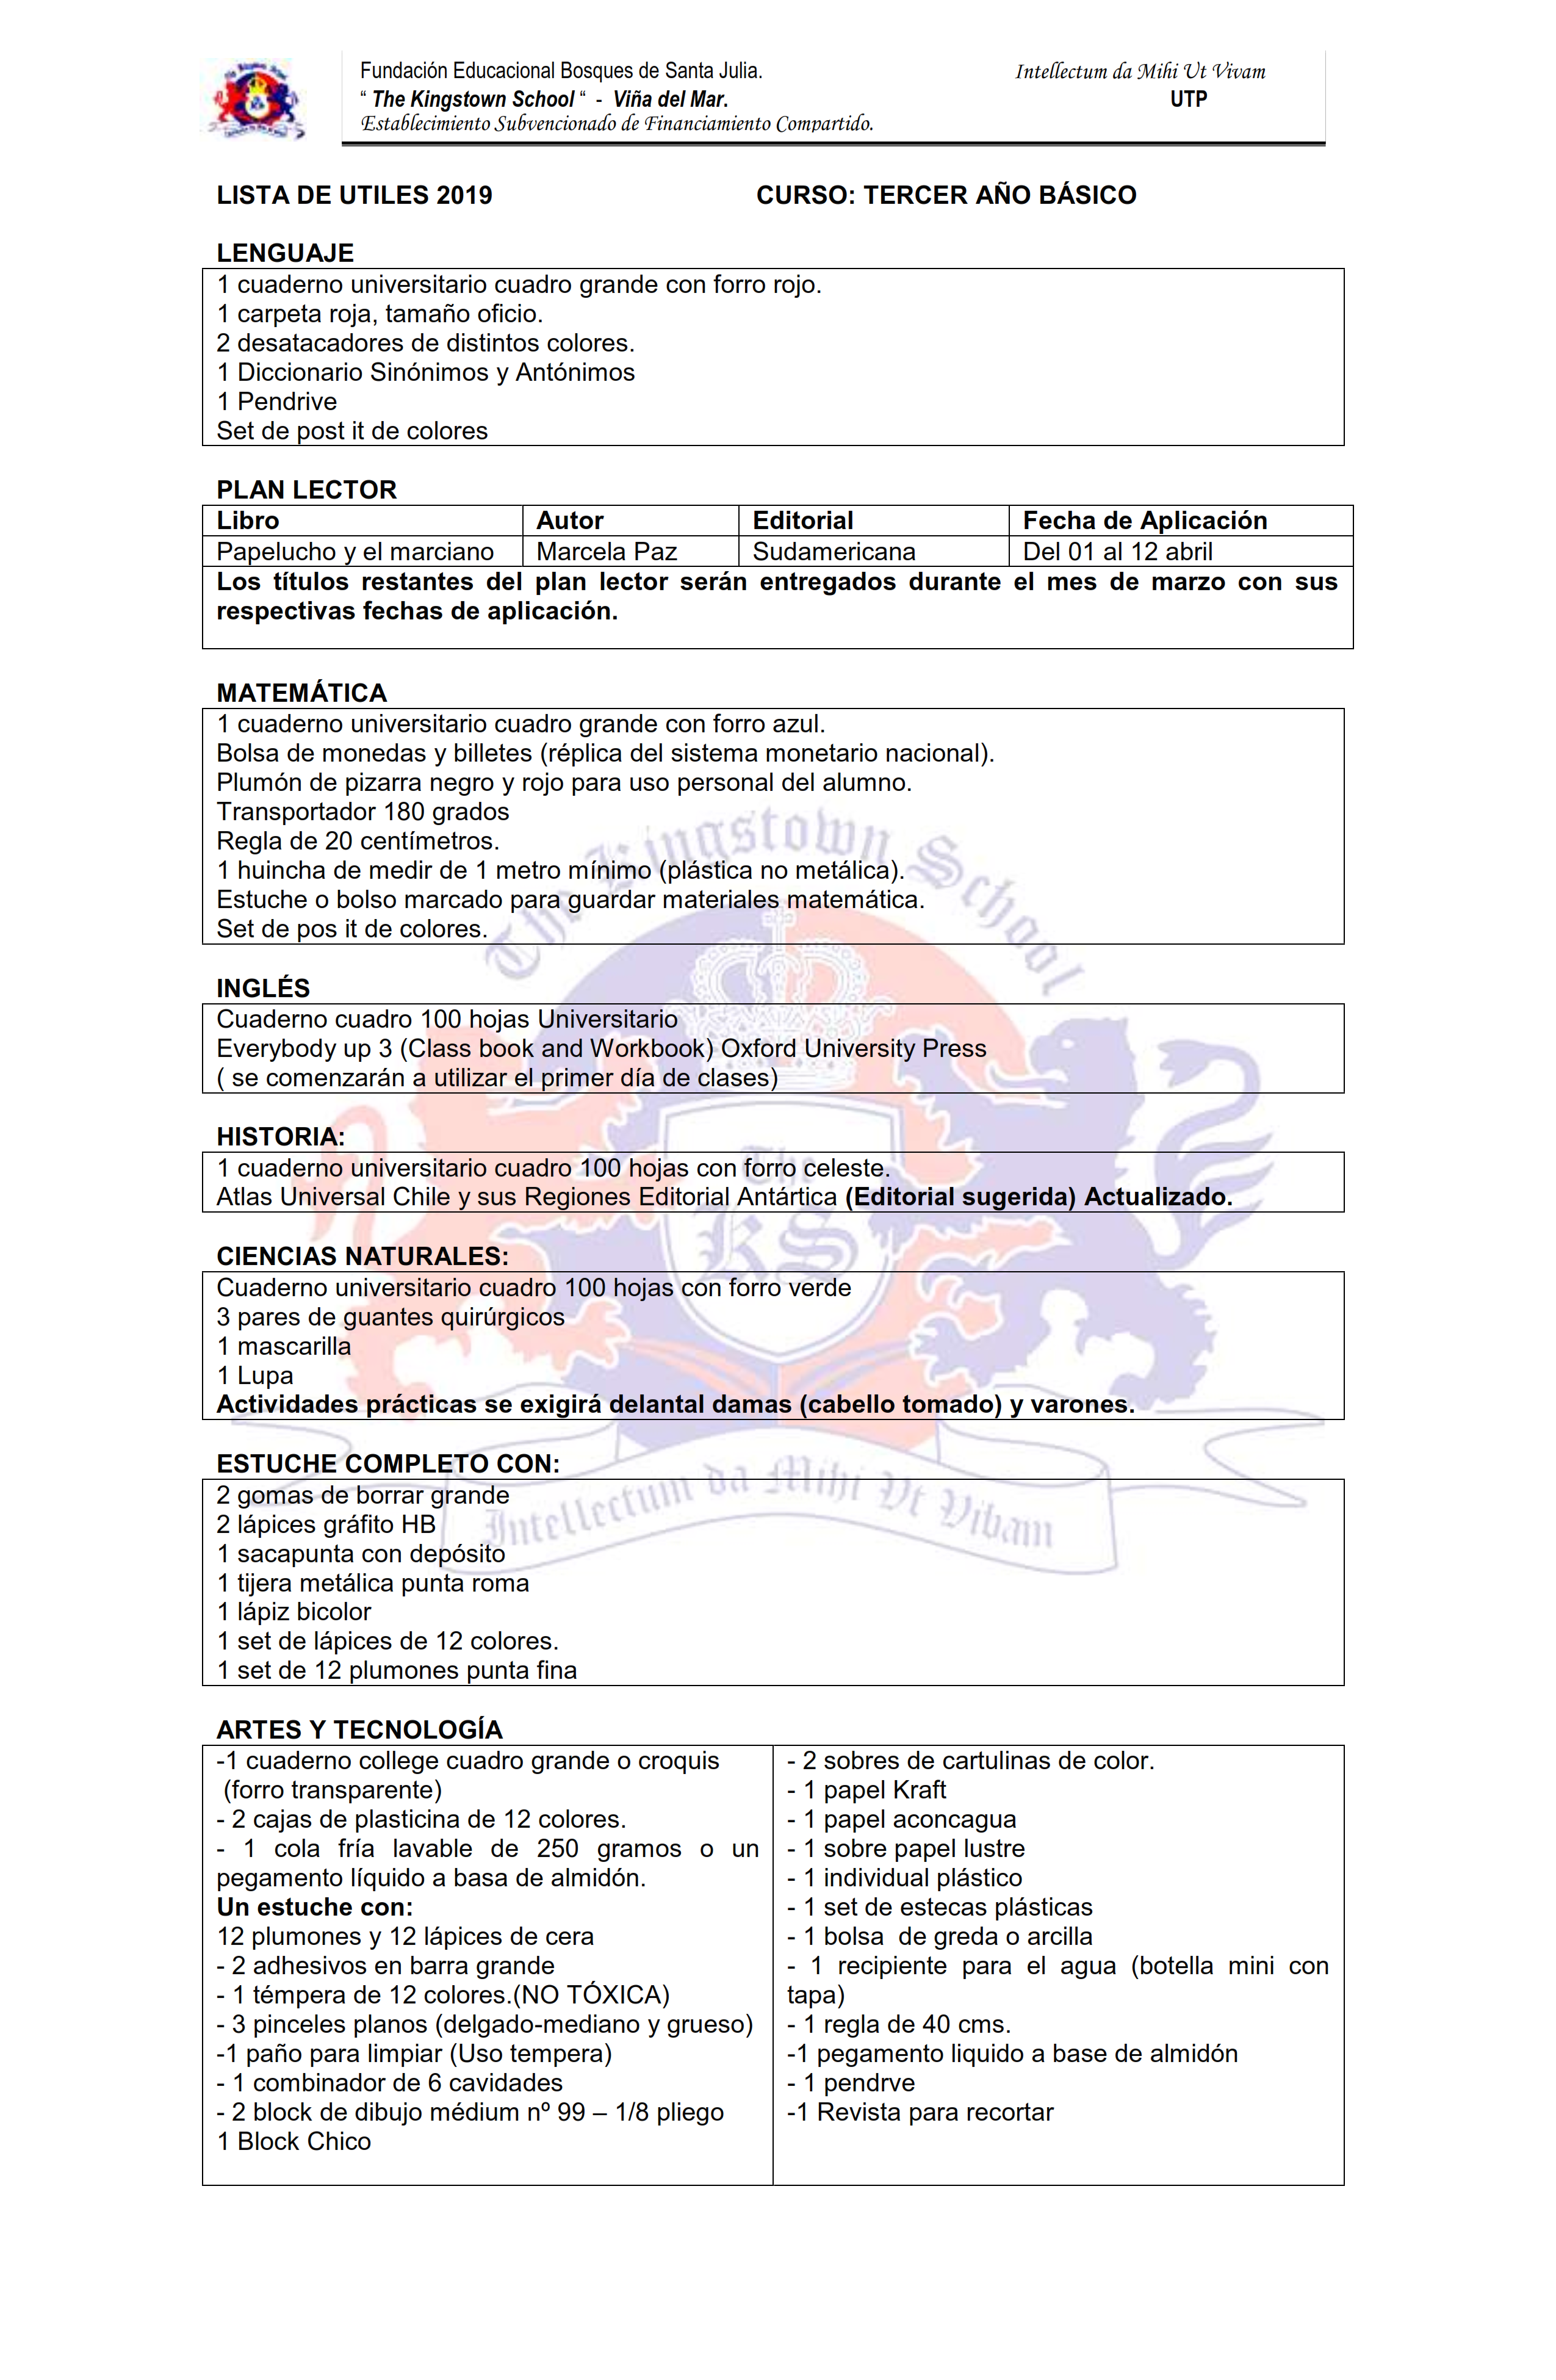 Fundación Educacional Bosques de Santa Julia. Intellectum da Mihi Ut Vivam
“ The Kingstown School “ - Viña del Mar. UTP
Establecimiento Subvencionado de Financiamiento Compartido.
LISTA DE UTILES 2019 CURSO: TERCER AÑO BÁSICO
LENGUAJE
1 cuaderno universitario cuadro grande con forro rojo.
1 carpeta roja, tamaño oficio.
2 desatacadores de distintos colores.
1 Diccionario Sinónimos y Antónimos
1 Pendrive
Set de post it de colores
PLAN LECTOR
Libro Autor Editorial Fecha de Aplicación
Papelucho y el marciano Marcela Paz Sudamericana Del 01 al 12 abril
Los títulos restantes del plan lector serán entregados durante el mes de marzo con sus
respectivas fechas de aplicación.
MATEMÁTICA
1 cuaderno universitario cuadro grande con forro azul.
Bolsa de monedas y billetes (réplica del sistema monetario nacional).
Plumón de pizarra negro y rojo para uso personal del alumno.
Transportador 180 grados
Regla de 20 centímetros.
1 huincha de medir de 1 metro mínimo (plástica no metálica).
Estuche o bolso marcado para guardar materiales matemática.
Set de pos it de colores.
The Kingstown School
INGLÉS
Cuaderno cuadro 100 hojas Universitario
Everybody up 3 (Class book and Workbook) Oxford University Press
( se comenzarán a utilizar el primer día de clases)
HISTORIA:
1 cuaderno universitario cuadro 100 hojas con forro celeste.
Atlas Universal Chile y sus Regiones Editorial Antártica (Editorial sugerida) Actualizado.
The
KS
CIENCIAS NATURALES:
Cuaderno universitario cuadro 100 hojas con forro verde
3 pares de guantes quirúrgicos
1 mascarilla
1 Lupa
Actividades prácticas se exigirá delantal damas (cabello tomado) y varones.
ESTUCHE COMPLETO CON:
2 gomas de borrar grande
2 lápices gráfito HB
1 sacapunta con depósito
1 tijera metálica punta roma
1 lápiz bicolor
1 set de lápices de 12 colores.
1 set de 12 plumones punta fina
Intellectum da Mihi Vt Vivam
ARTES Y TECNOLOGÍA
-1 cuaderno college cuadro grande o croquis
(forro transparente)
- 2 cajas de plasticina de 12 colores.
- 1 cola fría lavable de 250 gramos o un
pegamento líquido a basa de almidón.
Un estuche con:
12 plumones y 12 lápices de cera
- 2 adhesivos en barra grande
- 1 témpera de 12 colores.(NO TÓXICA)
- 3 pinceles planos (delgado-mediano y grueso)
-1 paño para limpiar (Uso tempera)
- 1 combinador de 6 cavidades
- 2 block de dibujo médium nº 99 – 1/8 pliego
1 Block Chico
- 2 sobres de cartulinas de color.
- 1 papel Kraft
- 1 papel aconcagua
- 1 sobre papel lustre
- 1 individual plástico
- 1 set de estecas plásticas
- 1 bolsa de greda o arcilla
- 1 recipiente para el agua (botella mini con
tapa)
- 1 regla de 40 cms.
-1 pegamento liquido a base de almidón
- 1 pendrve
-1 Revista para recortar